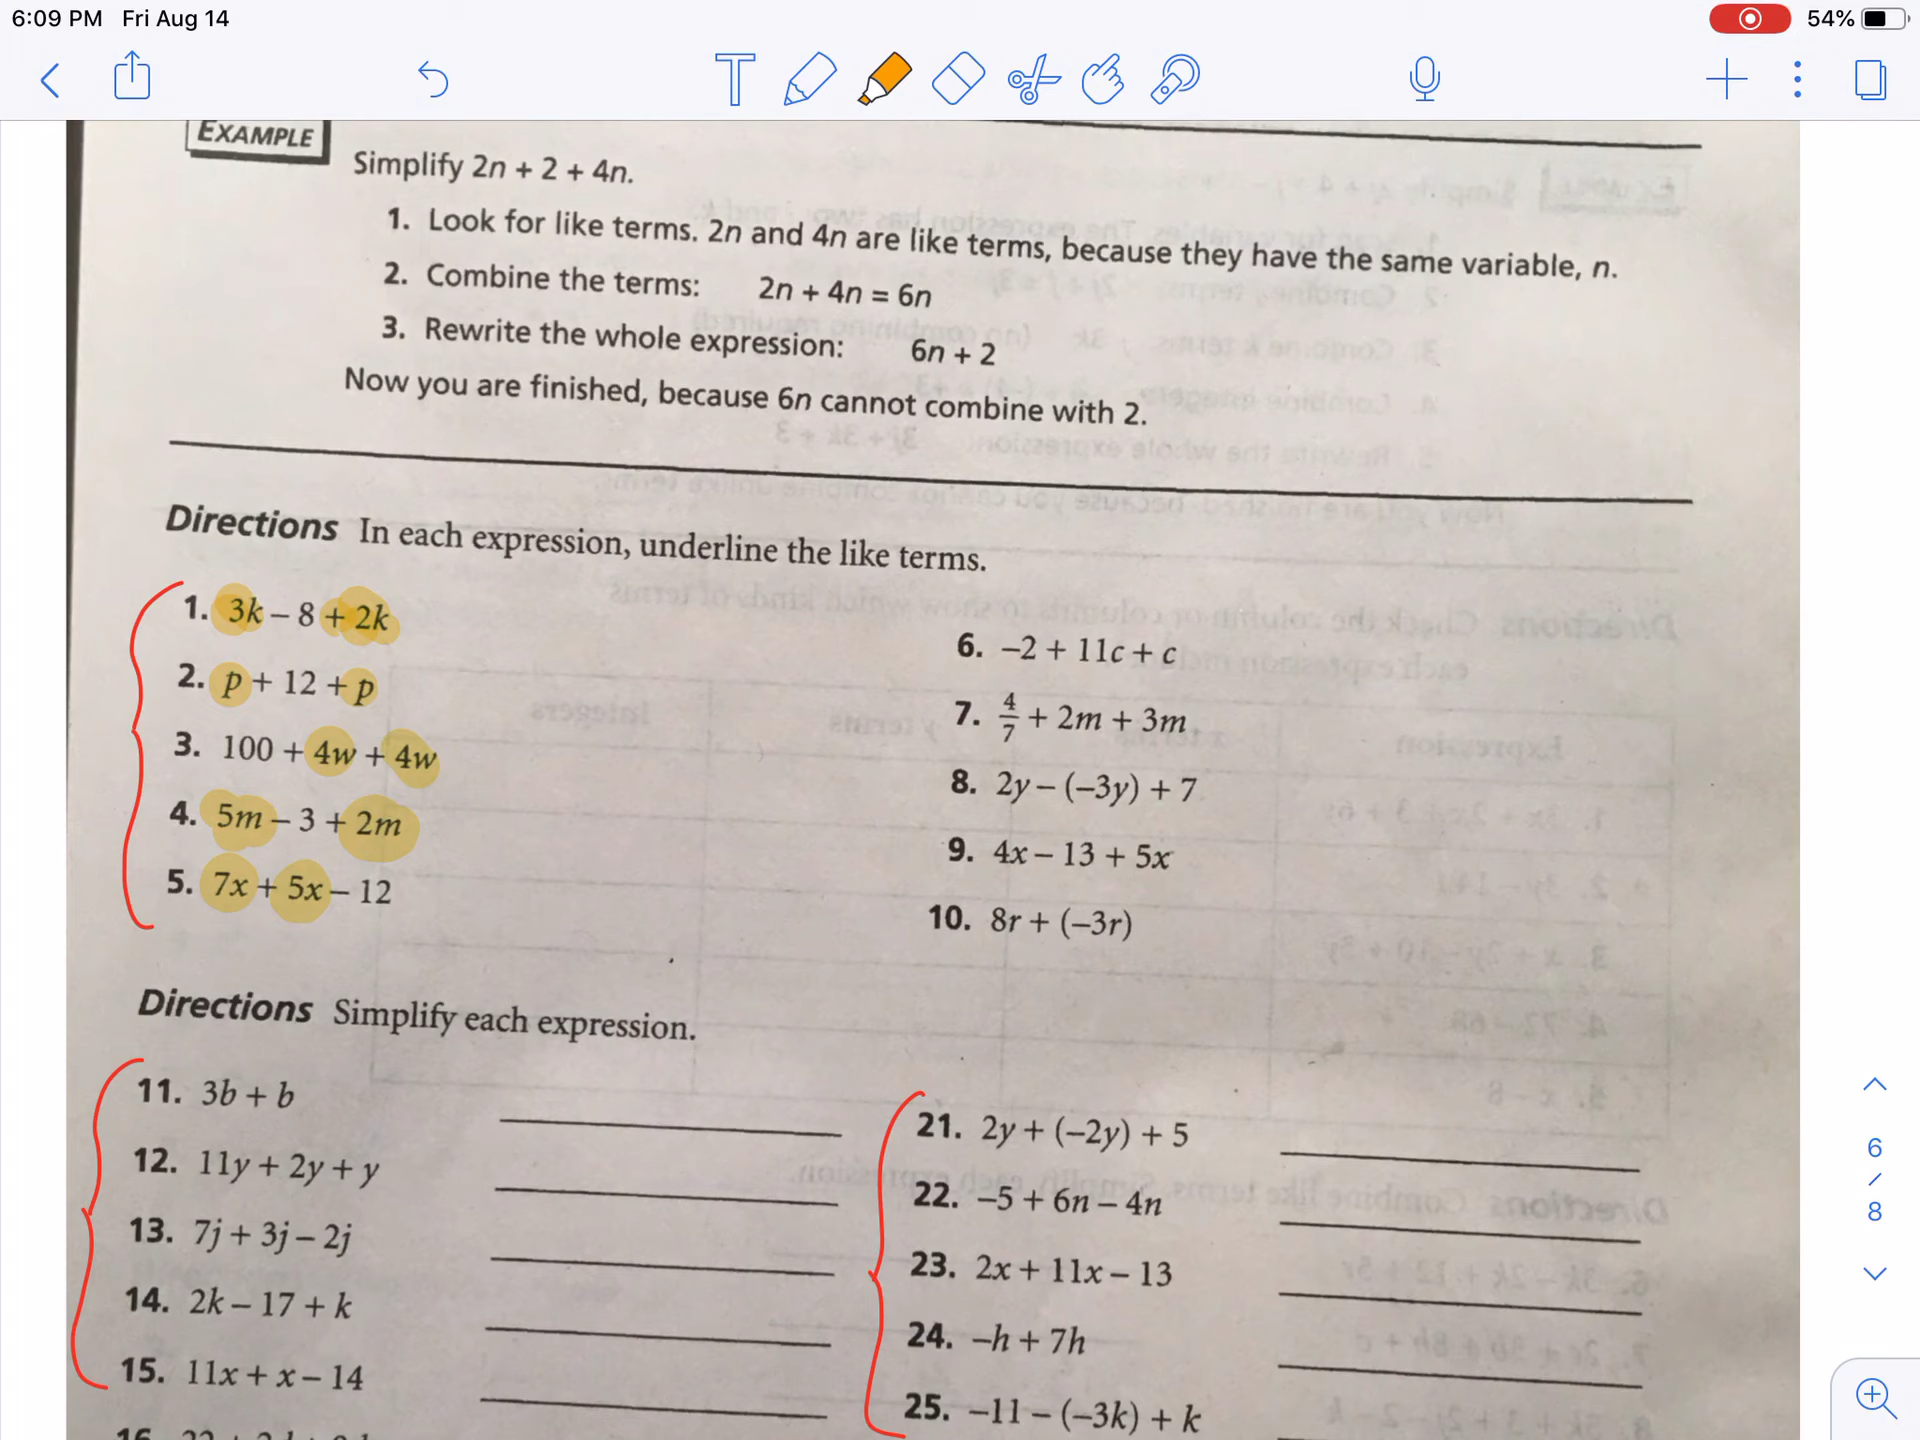 6:09 PM Fri Aug 14
54%
EXAMPLE
Simplify 2n + 2 + 4n.
1. Look for like terms. 2n and 4n are like terms, because they have the same variable, n.
2. Combine the terms: 2n + 4n = 6n
3. Rewrite the whole expression: 6n + 2
Now you are finished, because 6n cannot combine with 2.
Directions In each expression, underline the like terms.
1. 3k – 8 + 2k
2. p + 12 + p
3. 100 + 4w + 4w
4. 5m – 3 + 2m
5. 7x + 5x – 12
6. –2 + 11c + c
7. 4/7 + 2m + 3m
8. 2y – (–3y) + 7
9. 4x – 13 + 5x
10. 8r + (–3r)
Directions Simplify each expression.
11. 3b + b
12. 11y + 2y + y
13. 7j + 3j – 2j
14. 2k – 17 + k
15. 11x + x – 14
21. 2y + (–2y) + 5
22. –5 + 6n – 4n
23. 2x + 11x – 13
24. –h + 7h
25. –11 – (–3k) + k
6
/
8